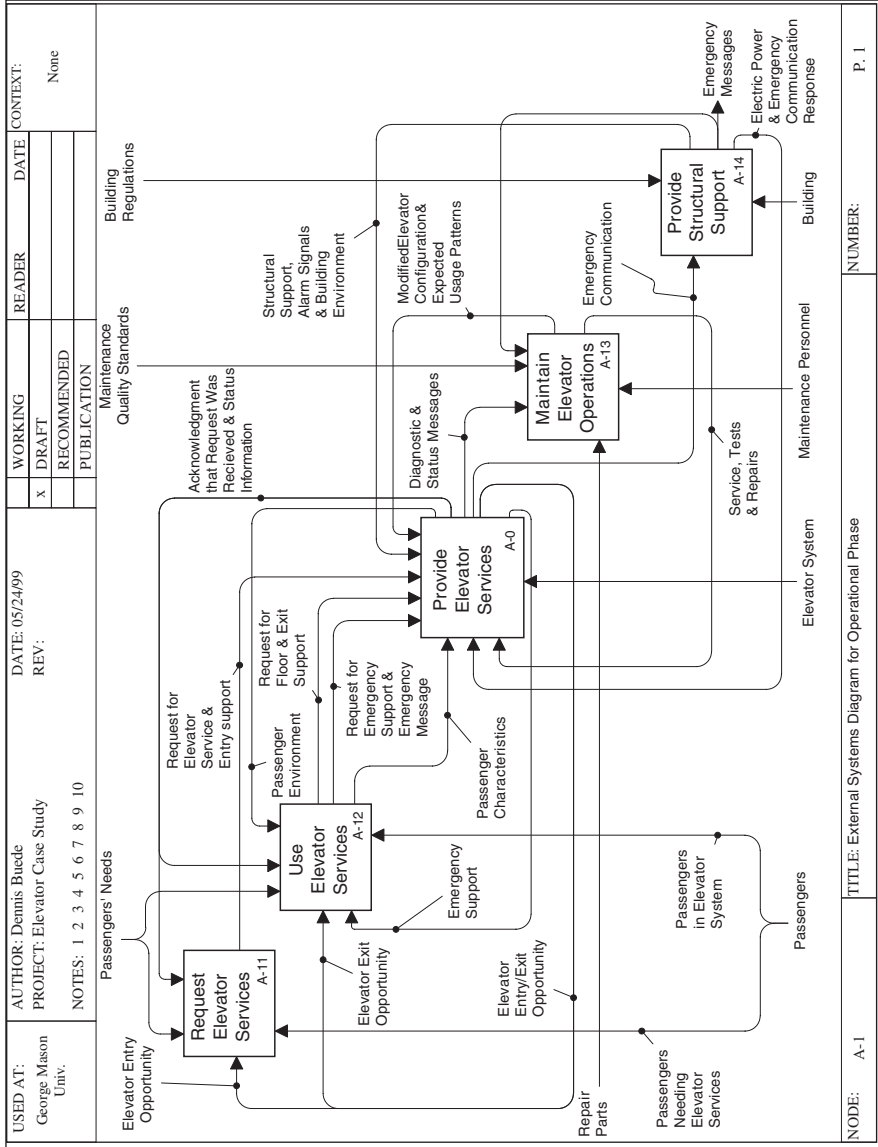 USED AT:
George Mason
Univ.
AUTHOR: Dennis Buede
PROJECT: Elevator Case Study
NOTES: 1 2 3 4 5 6 7 8 9 10
DATE: 05/24/99
REV:
WORKING
x DRAFT
RECOMMENDED
PUBLICATION
READER
DATE
CONTEXT:
None
Passengers' Needs
Maintenance
Quality Standards
Building
Regulations
Elevator Entry
Opportunity
Request
Elevator
Services
A-11
Request for
Elevator
Service &
Entry support
Acknowledgment
that Request Was
Recieved & Status
Information
Passenger
Environment
Use
Elevator
Services
A-12
Request for
Floor & Exit
Support
Request for
Emergency
Support &
Emergency
Message
Structural
Support,
Alarm Signals
& Building
Environment
ModifiedElevator
Configuration&
Expected
Usage Patterns
Elevator Exit
Opportunity
Passenger
Characteristics
Provide
Elevator
Services
A-0
Diagnostic &
Status Messages
Emergency
Support
Maintain
Elevator
Operations
A-13
Emergency
Communication
Elevator
Entry/Exit
Opportunity
Provide
Structural
Support
A-14
Emergency
Messages
Electric Power
& Emergency
Communication
Response
Service, Tests
& Repairs
Repair
Parts
Passengers
Needing
Elevator
Services
Passengers
in Elevator
System
Passengers
Elevator System
Maintenance Personnel
Building
NODE:
A-1
TITLE: External Systems Diagram for Operational Phase
NUMBER:
P. 1